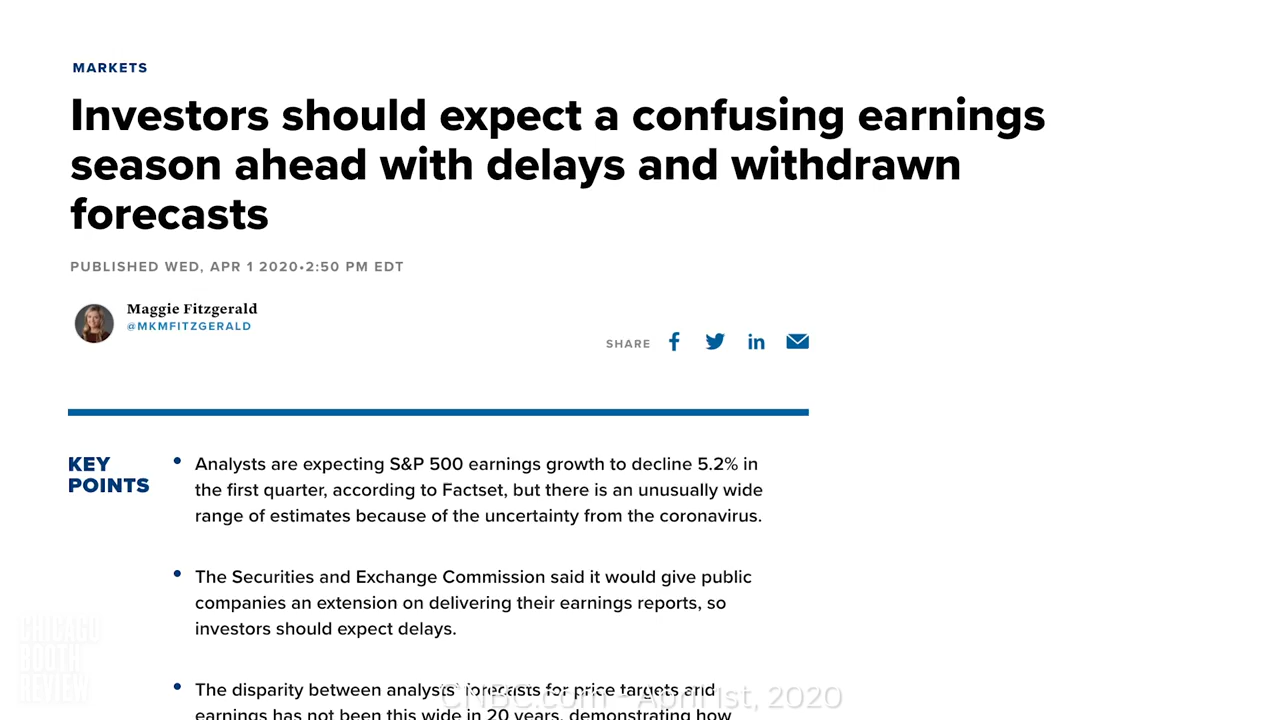 MARKETS
Investors should expect a confusing earnings
season ahead with delays and withdrawn
forecasts
PUBLISHED WED, APR 1 2020•2:50 PM EDT
Maggie Fitzgerald
@MKMFITZGERALD
SHARE
KEY
POINTS
• Analysts are expecting S&P 500 earnings growth to decline 5.2% in
the first quarter, according to Factset, but there is an unusually wide
range of estimates because of the uncertainty from the coronavirus.
• The Securities and Exchange Commission said it would give public
companies an extension on delivering their earnings reports, so
investors should expect delays.
• The disparity between analysts' forecasts for price targets and
earnings has not been this wide in 20 years, demonstrating how
CNBC.com - April 1st, 2020
CHICAGO
BOOTH
REVIEW